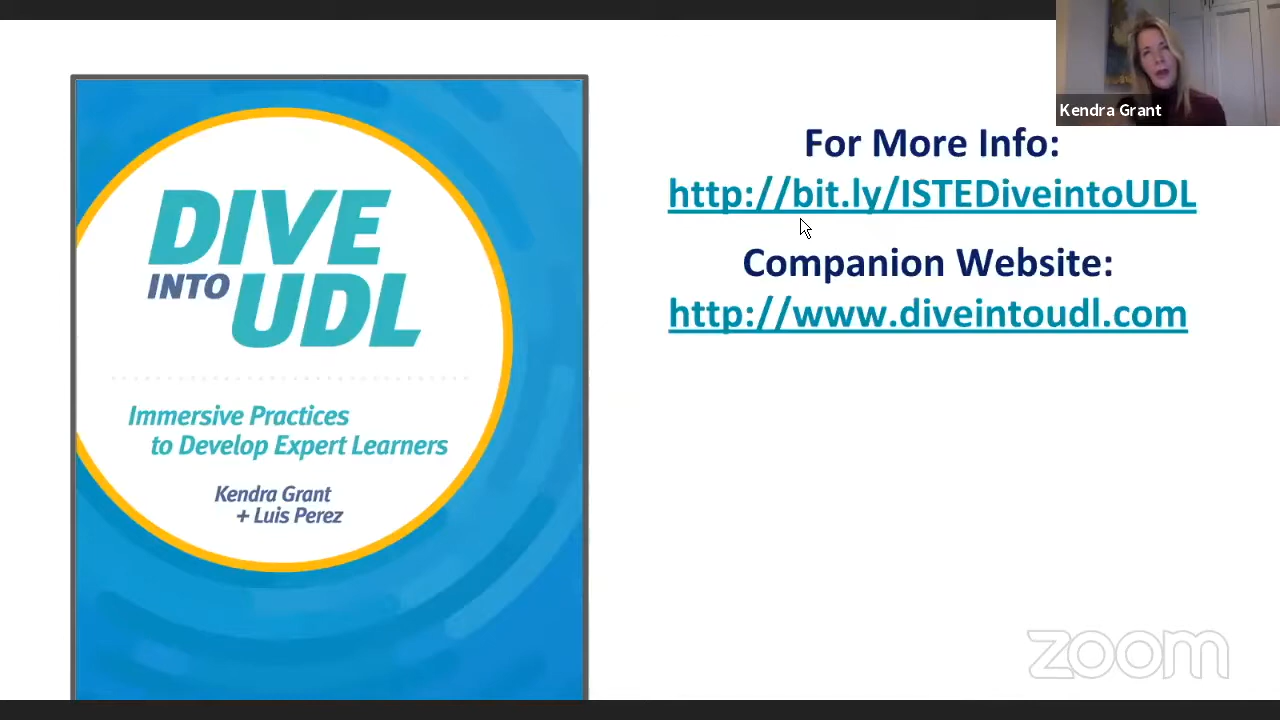 DIVE
INTO UDL
Immersive Practices
to Develop Expert Learners
Kendra Grant
+ Luis Perez
For More Info:
http://bit.ly/ISTEDiveintoUDL
Companion Website:
http://www.diveintoudl.com
Kendra Grant
zoom